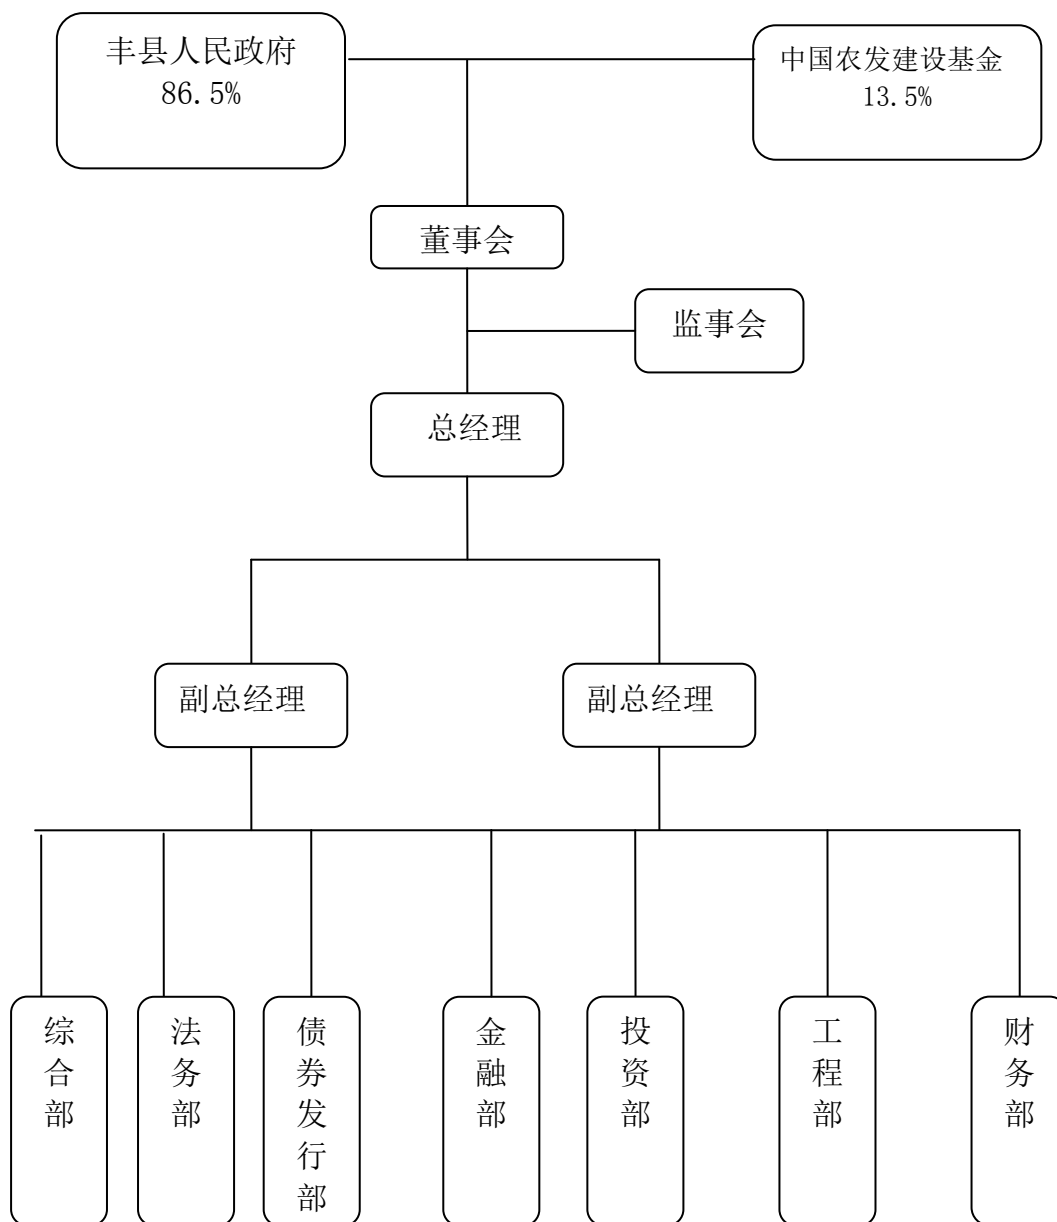 丰县人民政府
86.5%
中国农发建设基金
13.5%
董事会
监事会
总经理
副总经理
副总经理
综合部
法务部
债券发行部
金融部
投资部
工程部
财务部